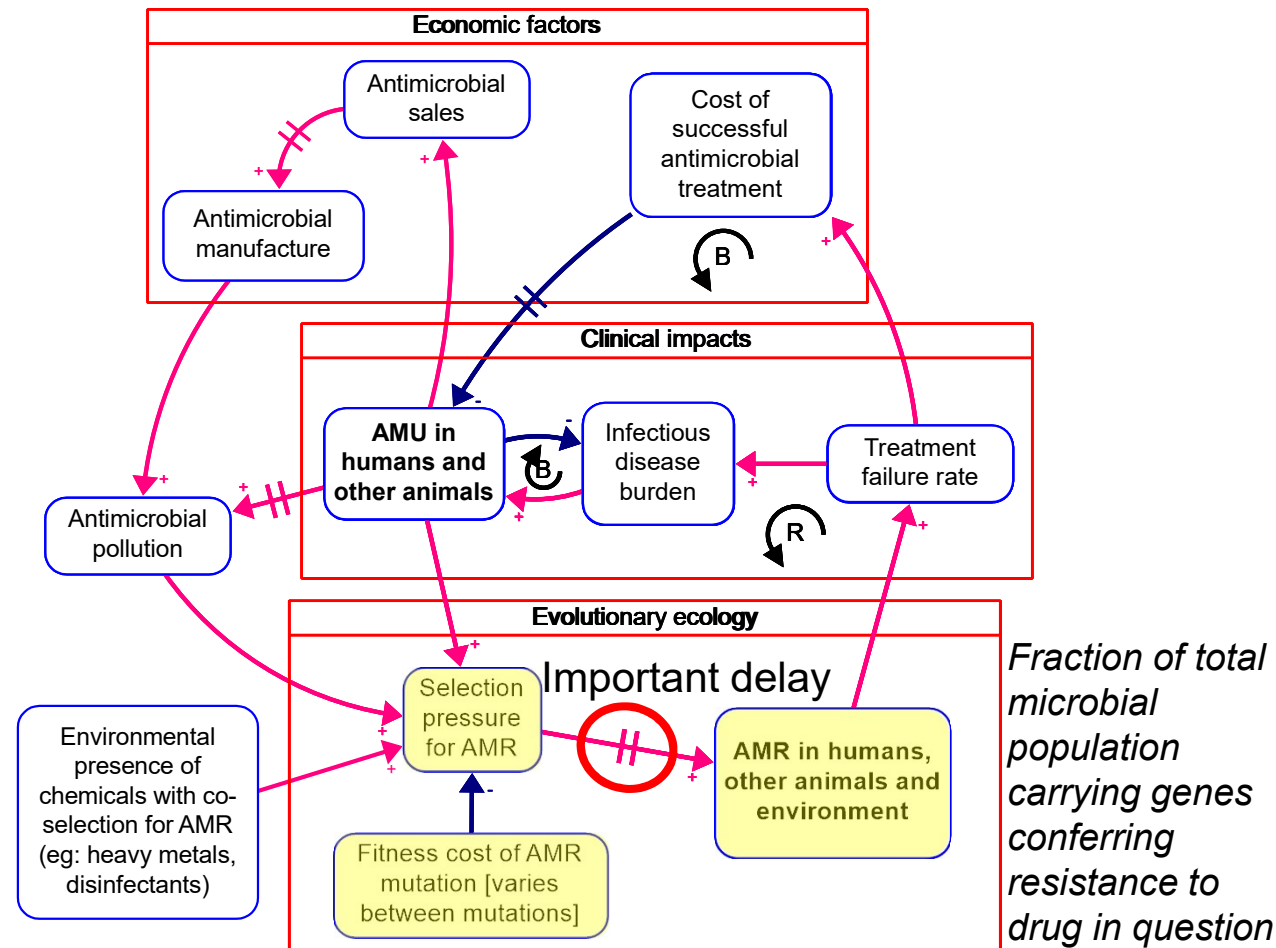 Economic factors
Antimicrobial
sales
Cost of
successful
antimicrobial
treatment
+
+
Antimicrobial
manufacture
B
+
Clinical impacts
-
AMU in
humans and
other animals
-
B
Infectious
disease
burden
Treatment
failure rate
+
+
+
+
Antimicrobial
pollution
+
R
+
Evolutionary ecology
+
Important delay
Selection
pressure
for AMR
Fraction of total
microbial
population
carrying genes
conferring
resistance to
drug in question
Environmental
presence of
chemicals with co-
selection for AMR
(eg: heavy metals,
disinfectants)
+
+
+
-
AMR in humans,
other animals and
environment
Fitness cost of AMR
mutation [varies
between mutations]